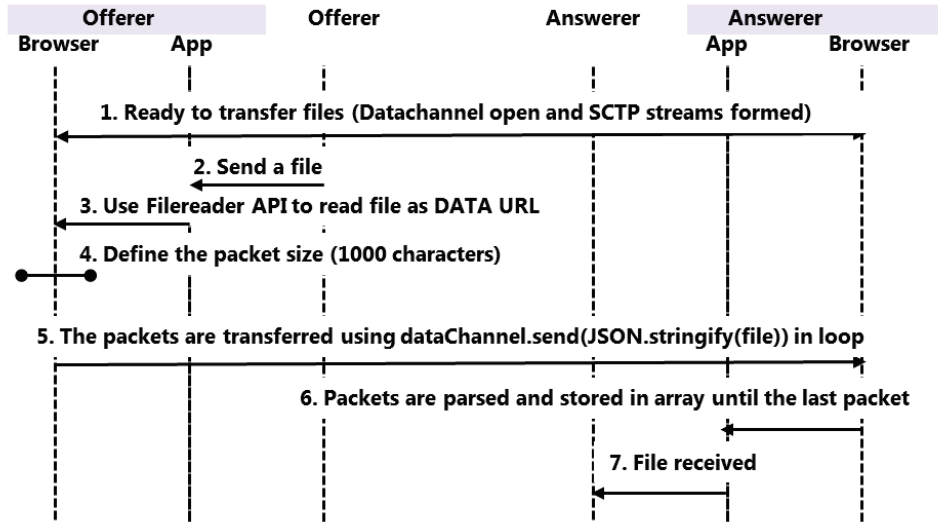 Offerer Offerer Answerer Answerer
Browser App App Browser
1. Ready to transfer files (Datachannel open and SCTP streams formed)
2. Send a file
3. Use Filereader API to read file as DATA URL
4. Define the packet size (1000 characters)
5. The packets are transferred using dataChannel.send(JSON.stringify(file)) in loop
6. Packets are parsed and stored in array until the last packet
7. File received